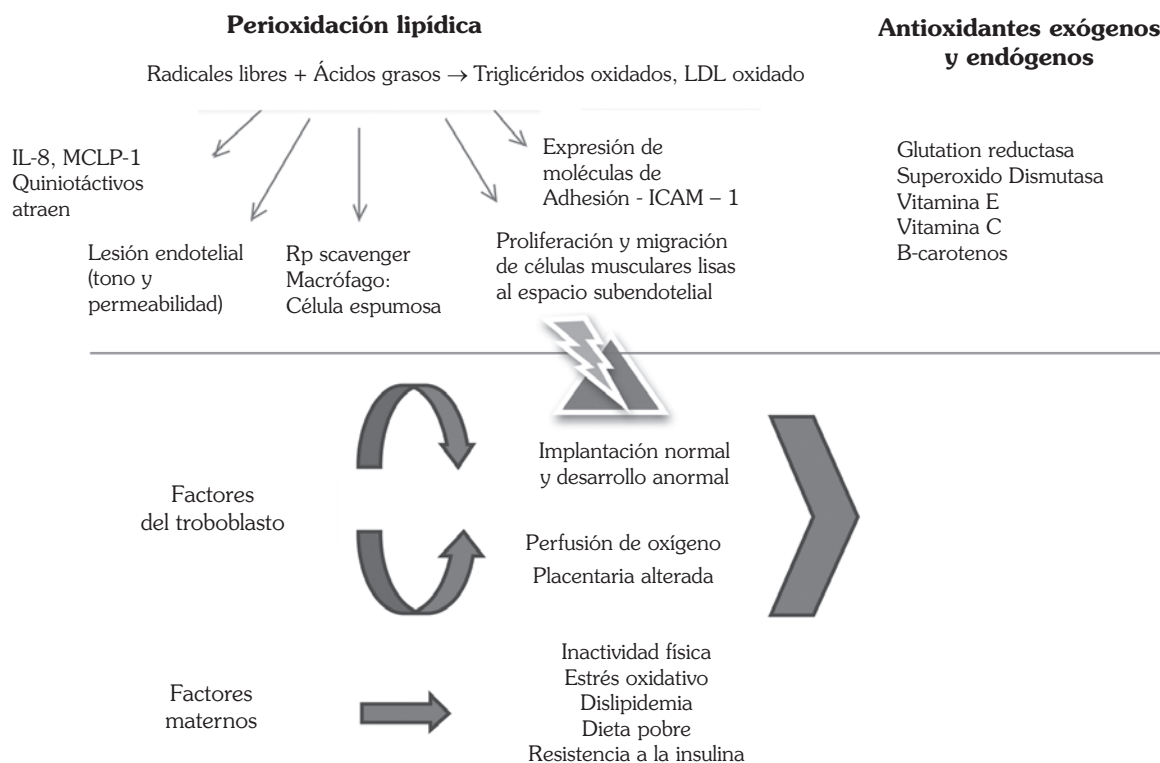 Perioxidación lipídica
Radicales libres + Ácidos grasos → Triglicéridos oxidados, LDL oxidado
Antioxidantes exógenos
y endógenos
IL-8, MCLP-1
Quiniotáctivos
atraen
Lesión endotelial
(tono y
permeabilidad)
Rp scavenger
Macrófago:
Célula espumosa
Expresión de
moléculas de
Adhesión - ICAM – 1
Proliferación y migración
de células musculares lisas
al espacio subendotelial
Glutation reductasa
Superoxido Dismutasa
Vitamina E
Vitamina C
B-carotenos
Factores
del troboblasto
Implantación normal
y desarrollo anormal
Perfusión de oxígeno
Placentaria alterada
Factores
maternos
Inactividad física
Estrés oxidativo
Dislipidemia
Dieta pobre
Resistencia a la insulina